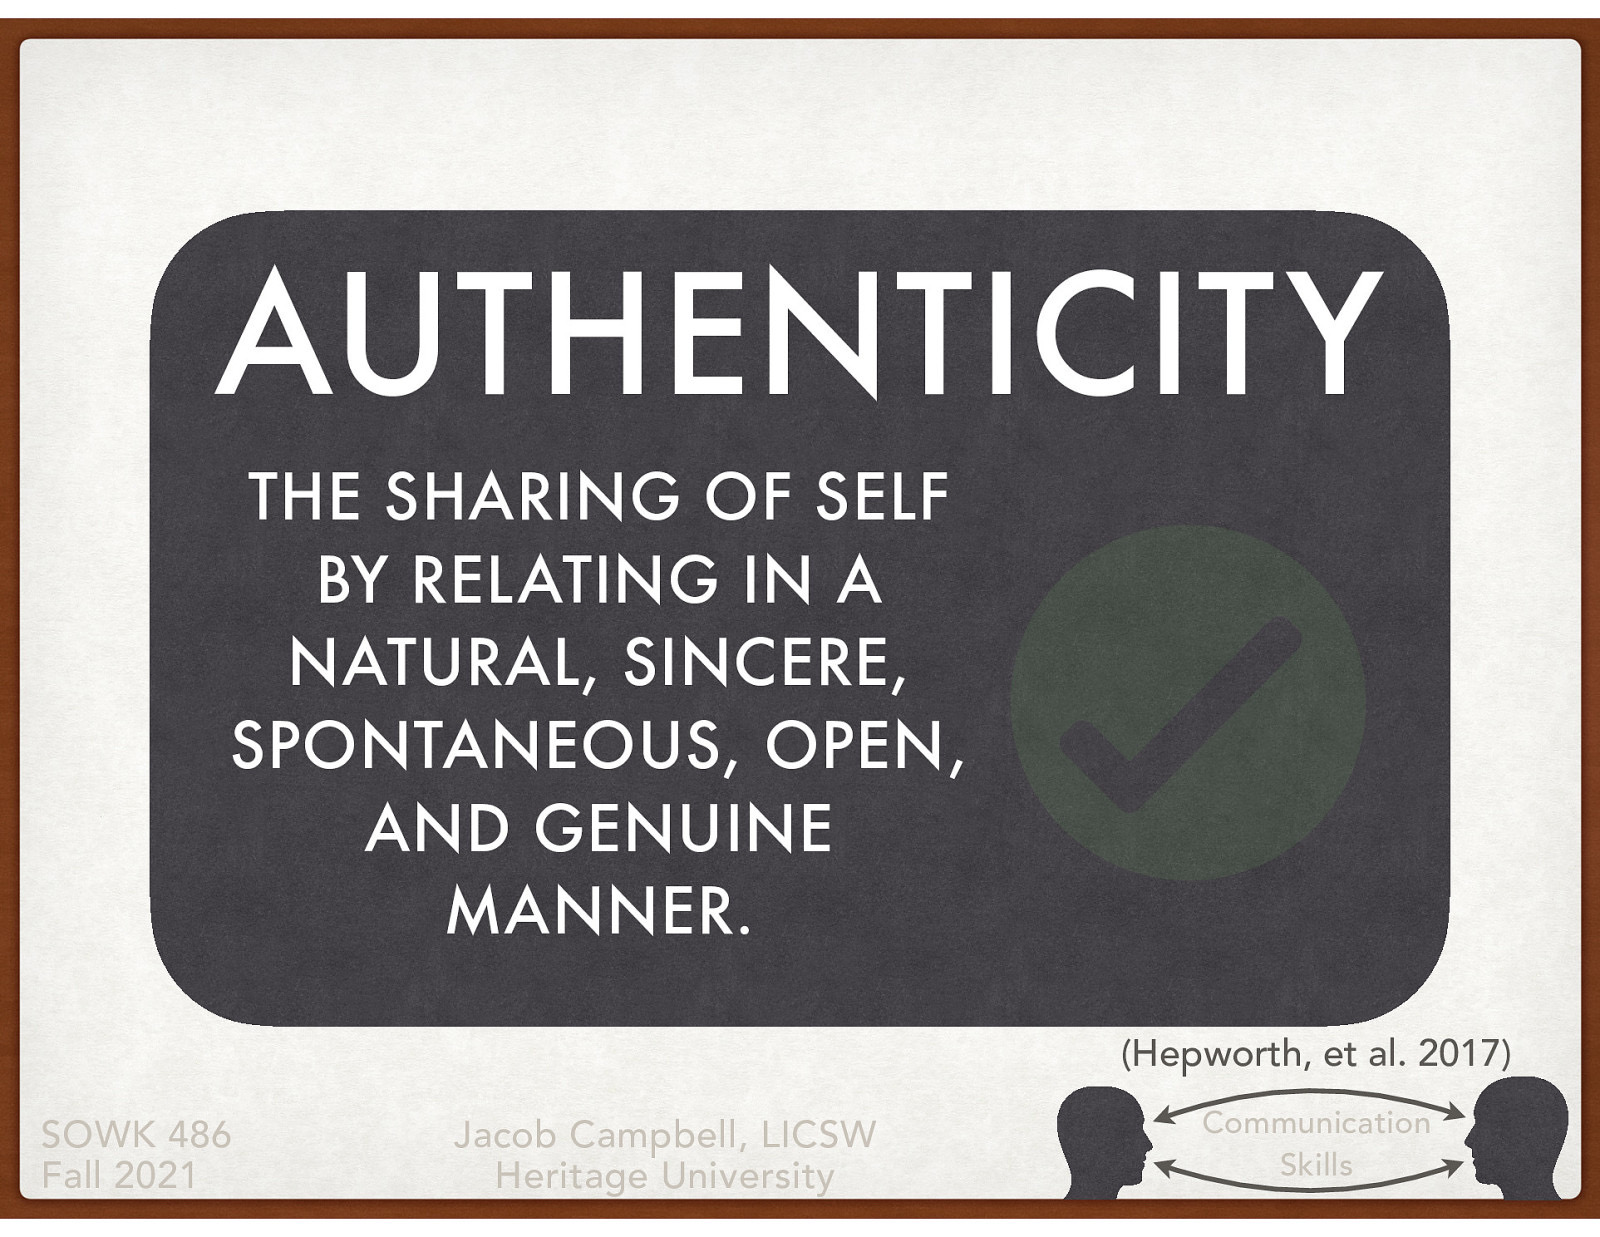 AUTHENTICITY
THE SHARING OF SELF
BY RELATING IN A
NATURAL, SINCERE,
SPONTANEOUS, OPEN,
AND GENUINE
MANNER.
(Hepworth, et al. 2017)
Communication
Skills
SOWK 486
Fall 2021
Jacob Campbell, LICSW
Heritage University